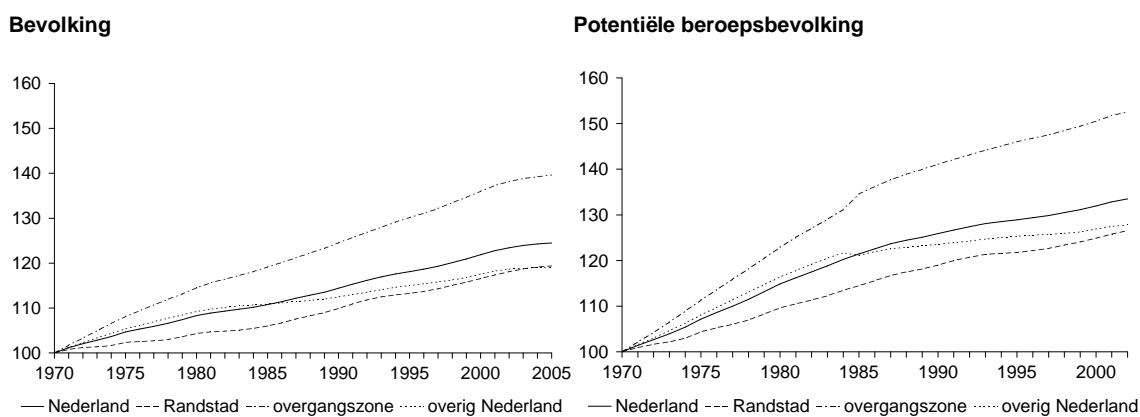 Bevolking
160
150
140
130
120
110
100
1970 1975 1980 1985 1990 1995 2000 2005
Nederland Randstad overgangszone overig Nederland
Potentiële beroepsbevolking
160
150
140
130
120
110
100
1970 1975 1980 1985 1990 1995 2000
Nederland Randstad overgangszone overig Nederland